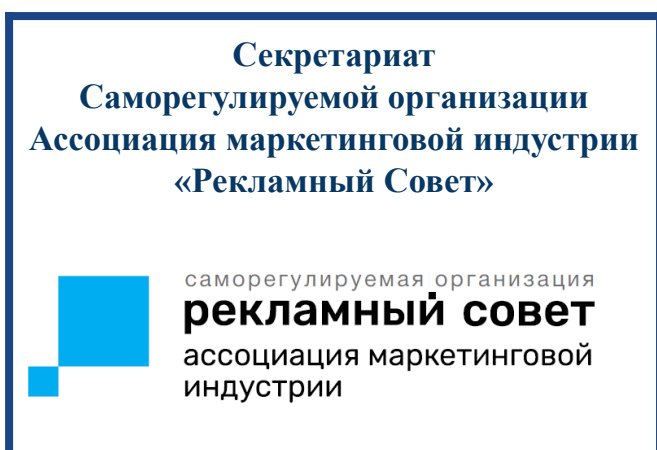 Секретариат
Саморегулируемой организации
Ассоциация маркетинговой индустрии
«Рекламный Совет»
саморегулируемая организация
рекламный совет
ассоциация маркетинговой
индустрии